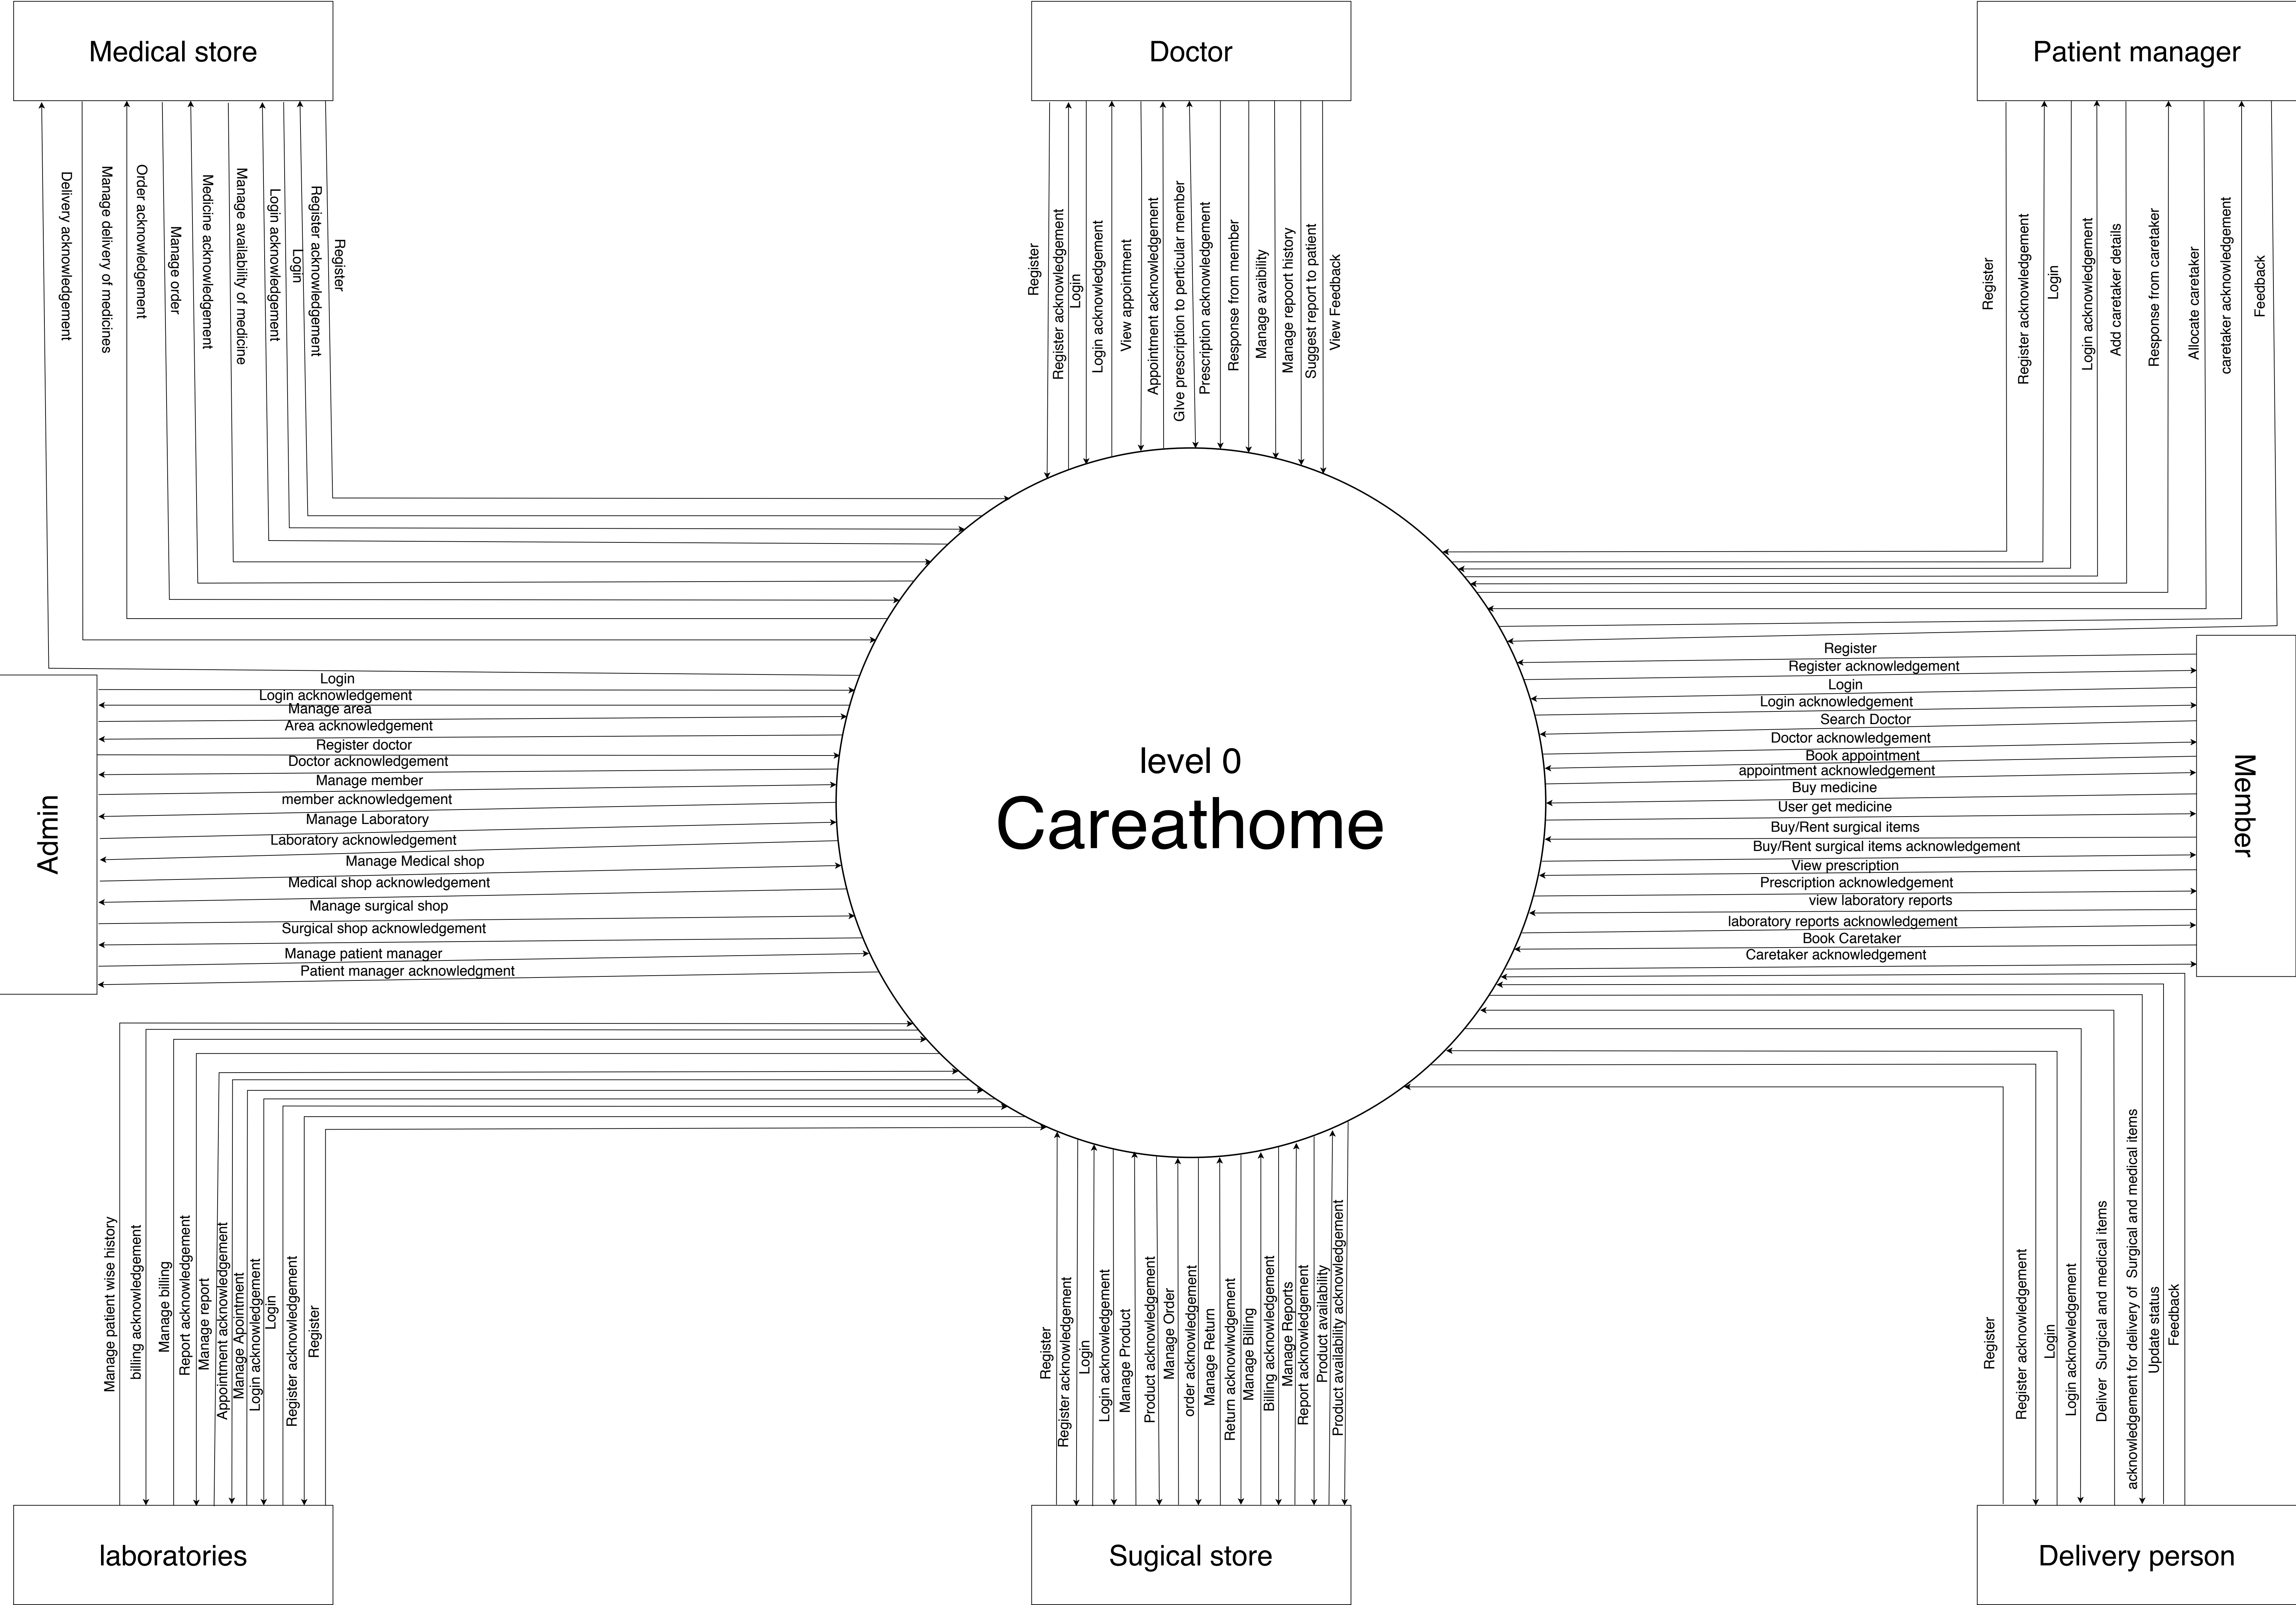 Medical store
Doctor
Patient manager
Delivery acknowledgement
Manage delivery of medicines
Order acknowledgement
Manage order
Medicine acknowledgement
Manage availability of medicine
Login acknowledgement
Login
Register acknowledgement
Register
Register
Register acknowledgement
Login
Login acknowledgement
View appointment
Appointment acknowledgement
GIve prescription to perticular member
Prescription acknowledgement
Response from member
Manage avaibility
Manage repoort history
Suggest report to patient
View Feedback
Register
Register acknowledgement
Login
Login acknowledgement
Add caretaker details
Response from caretaker
Allocate caretaker
caretaker acknowledgement
Feedback
Admin
Login
Login acknowledgement
Manage area
Area acknowledgement
Register doctor
Doctor acknowledgement
Manage member
member acknowledgement
Manage Laboratory
Laboratory acknowledgement
Manage Medical shop
Medical shop acknowledgement
Manage surgical shop
Surgical shop acknowledgement
Manage patient manager
Patient manager acknowledgment
level 0
Careathome
Register
Register acknowledgement
Login
Login acknowledgement
Search Doctor
Doctor acknowledgement
Book appointment
appointment acknowledgement
Buy medicine
User get medicine
Buy/Rent surgical items
Buy/Rent surgical items acknowledgement
View prescription
Prescription acknowledgement
view laboratory reports
laboratory reports acknowledgement
Book Caretaker
Caretaker acknowledgement
Member
Manage patient wise history
billing acknowledgement
Manage billing
Report acknowledgement
Manage report
Appointment acknowledgement
Manage Apointment
Login acknowledgement
Login
Register acknowledgement
Register
Register
Register acknowledgement
Login
Login acknowledgement
Manage Product
Product acknowledgement
Manage Order
order acknowledgement
Manage Return
Return acknowlwdgement
Manage Billing
Billing acknowledgement
Manage Reports
Report acknowledgement
Product availability
Product availability acknowledgement
Register
Register acknowledgement
Login
Login acknowledgement
Deliver Surgical and medical items
acknowledgement for delivery of Surgical and medical items
Update status
Feedback
laboratories
Sugical store
Delivery person